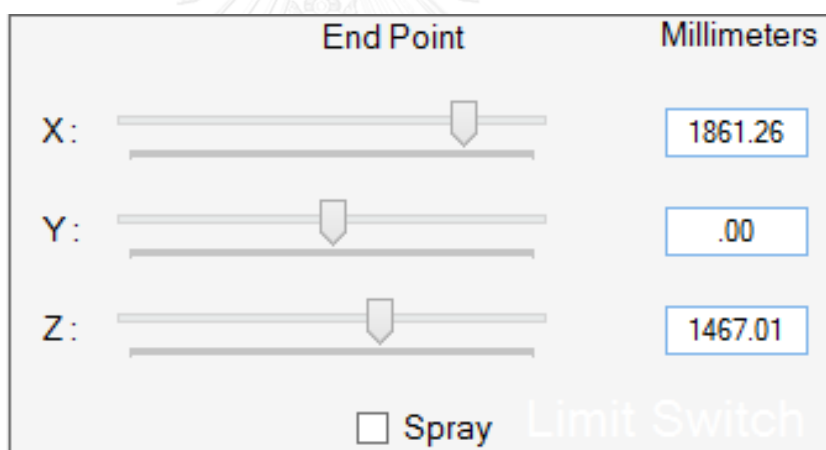 End Point Millimeters
X: 1861.26
Y: .00
Z: 1467.01
Spray Limit Switch